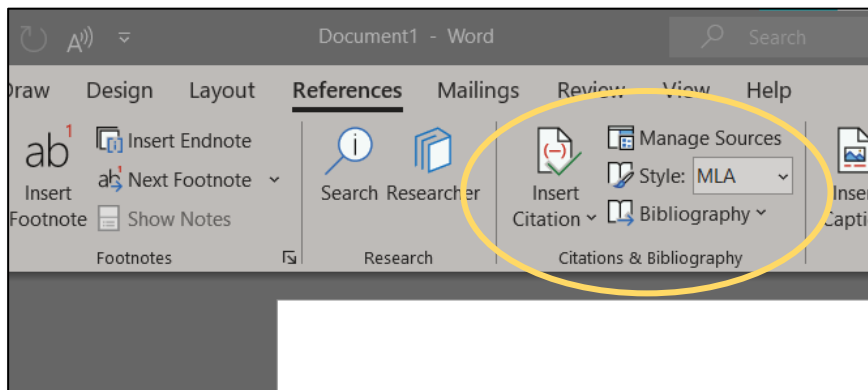 A Document1 - Word Search
Draw Design Layout References Mailings Review View Help
ab1 Insert Endnote
Insert Footnote
ab Next Footnote
Show Notes
Footnotes
Search Researcher
Research
Insert Citation
Manage Sources
Style: MLA
Bibliography
Citations & Bibliography